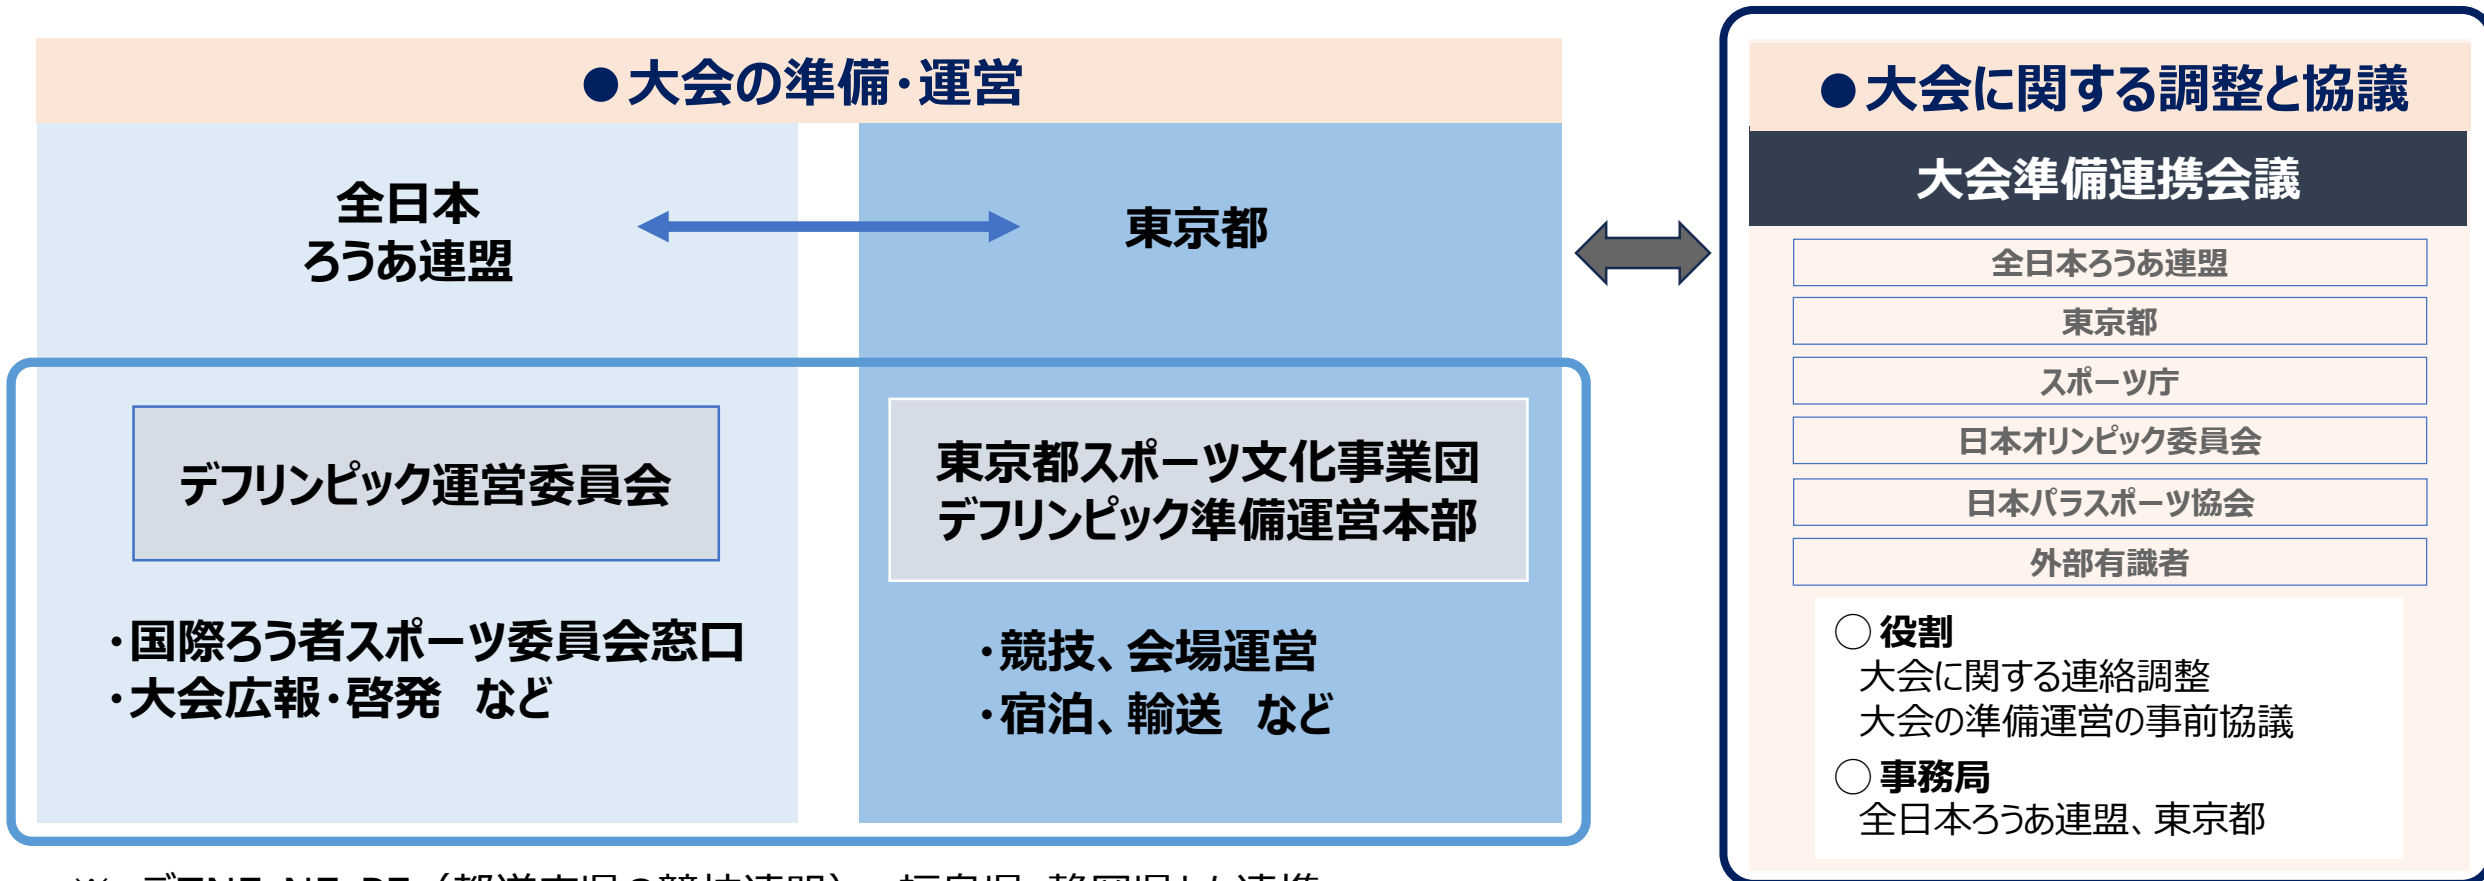 ●大会の準備・運営
全日本
ろうあ連盟
東京都
デフリンピック運営委員会
・国際ろう者スポーツ委員会窓口
・大会広報・啓発　など
東京都スポーツ文化事業団
デフリンピック準備運営本部
・競技、会場運営
・宿泊、輸送　など
●大会に関する調整と協議
大会準備連携会議
全日本ろうあ連盟
東京都
スポーツ庁
日本オリンピック委員会
日本パラスポーツ協会
外部有識者
○役割
大会に関する連絡調整
大会の準備運営の事前協議
○事務局
全日本ろうあ連盟、東京都